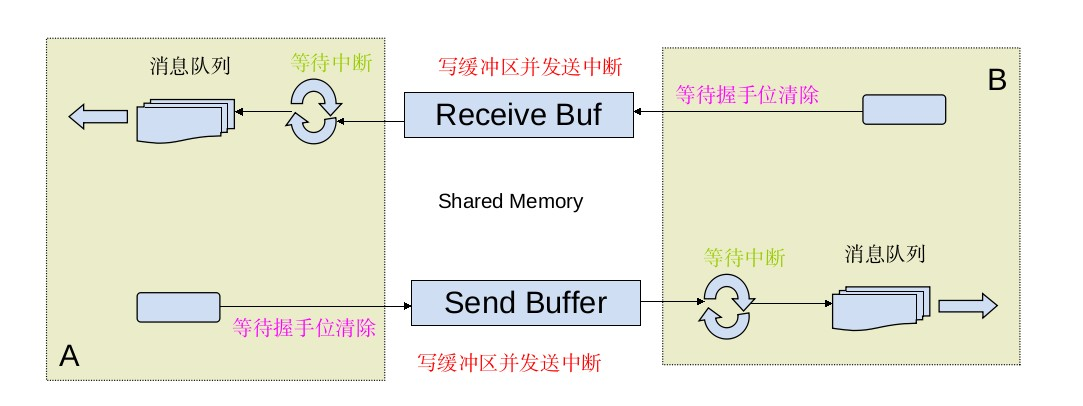 消息队列
等待中断
写缓冲区并发送中断
Receive Buf
等待握手位清除
B
Shared Memory
等待中断
消息队列
Send Buffer
等待握手位清除
A
写缓冲区并发送中断